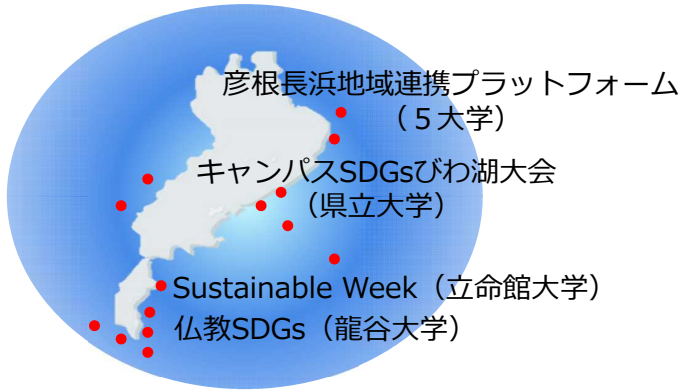 彦根長浜地域連携プラットフォーム
（５大学）
キャンパスSDGsびわ湖大会
（県立大学）
Sustainable Week（立命館大学）
仏教SDGs（龍谷大学）